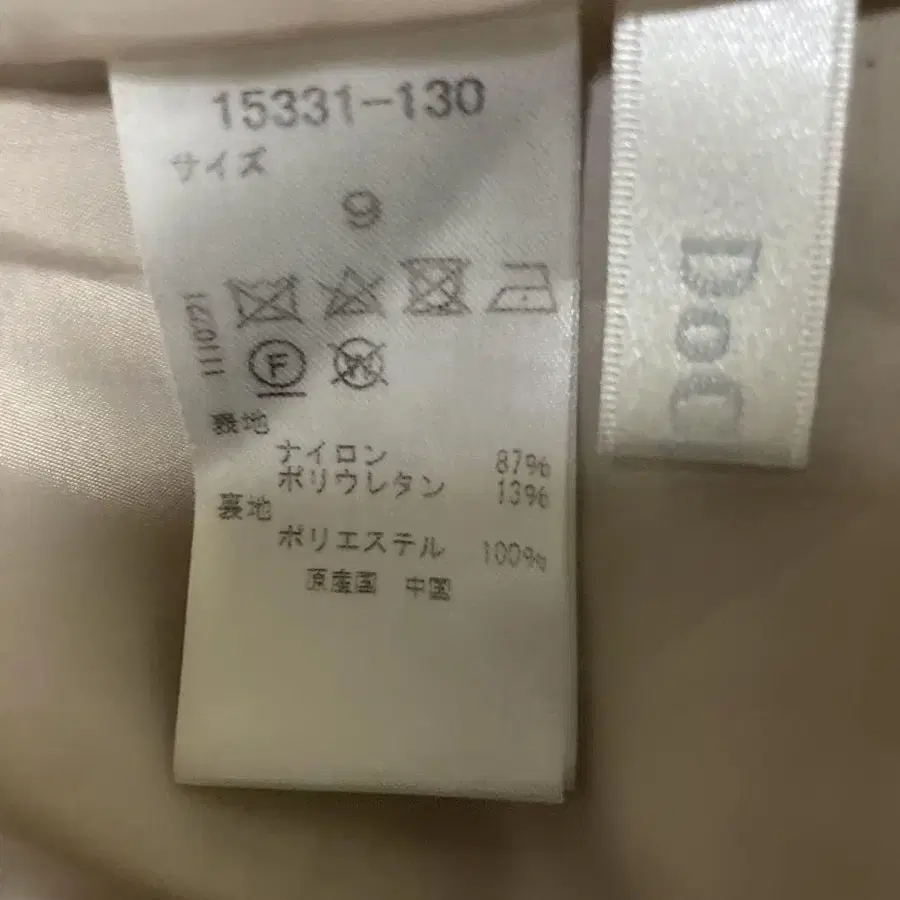 15331-130
サイズ
9
F
W
表地
ナイロン 87%
ポリウレタン 13%
裏地
ポリエステル 100%
原産国 中国